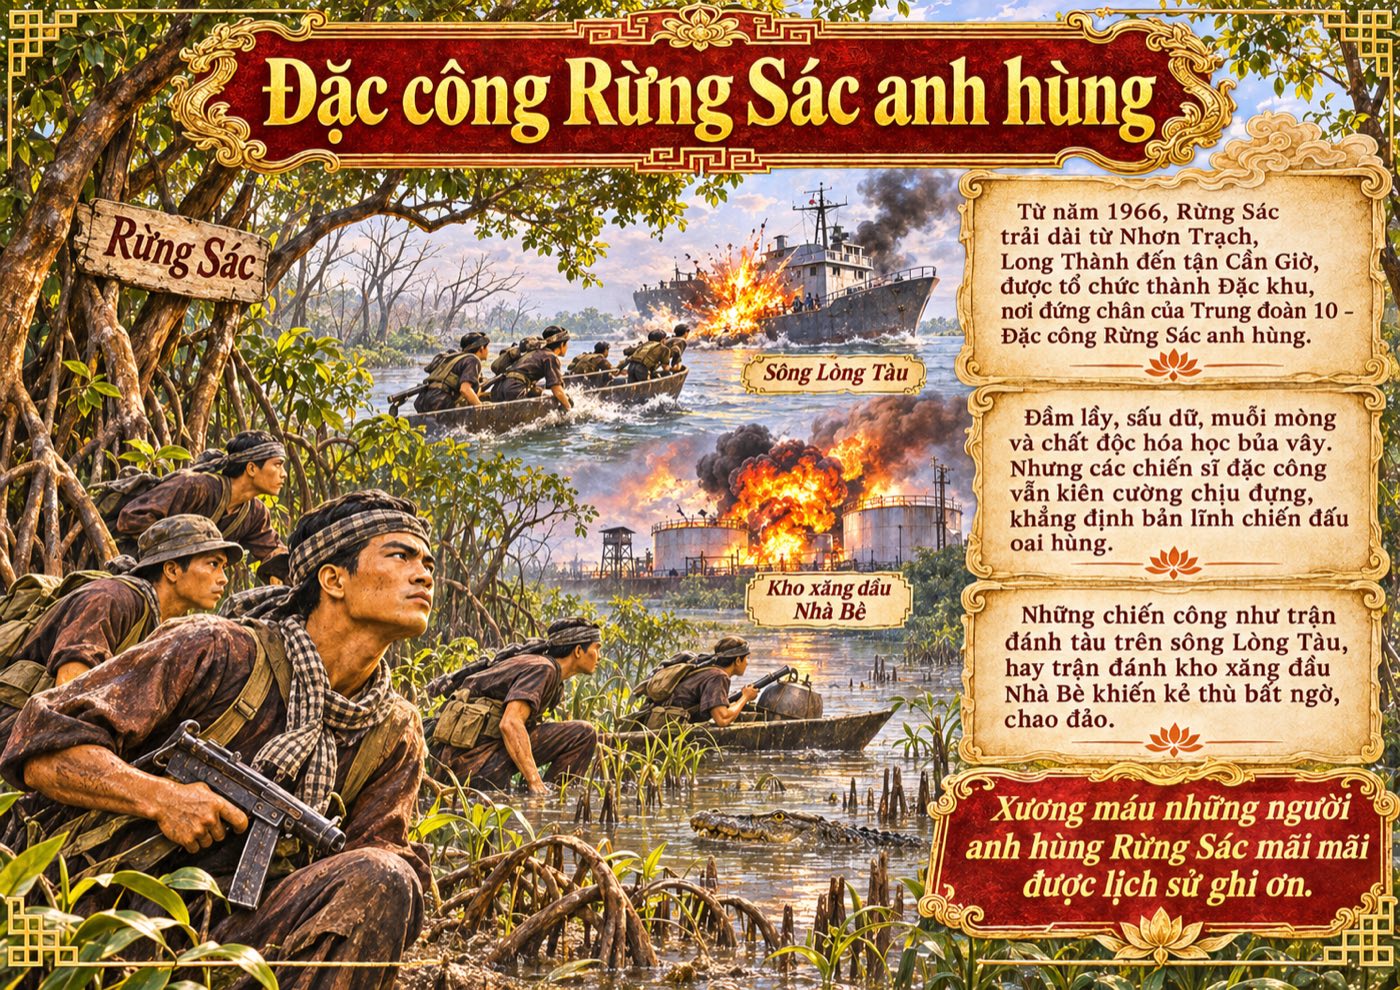 Đặc công Rừng Sác anh hùng
Rừng Sác
Sông Lòng Tàu
Kho xăng dầu
Nhà Bè
Từ năm 1966, Rừng Sác
trải dài từ Nhơn Trạch,
Long Thành đến tận Cần Giờ,
được tổ chức thành Đặc khu,
nơi đứng chân của Trung đoàn 10 –
Đặc công Rừng Sác anh hùng.
Đầm lầy, sấu dữ, muỗi mòng
và chất độc hóa học bủa vây.
Nhưng các chiến sĩ đặc công
vẫn kiên cường chịu đựng,
khẳng định bản lĩnh chiến đấu
oai hùng.
Những chiến công như trận
đánh tàu trên sông Lòng Tàu,
hay trận đánh kho xăng đầu
Nhà Bè khiến kẻ thù bất ngờ,
chao đảo.
Xương máu những người
anh hùng Rừng Sác mãi mãi
được lịch sử ghi ơn.